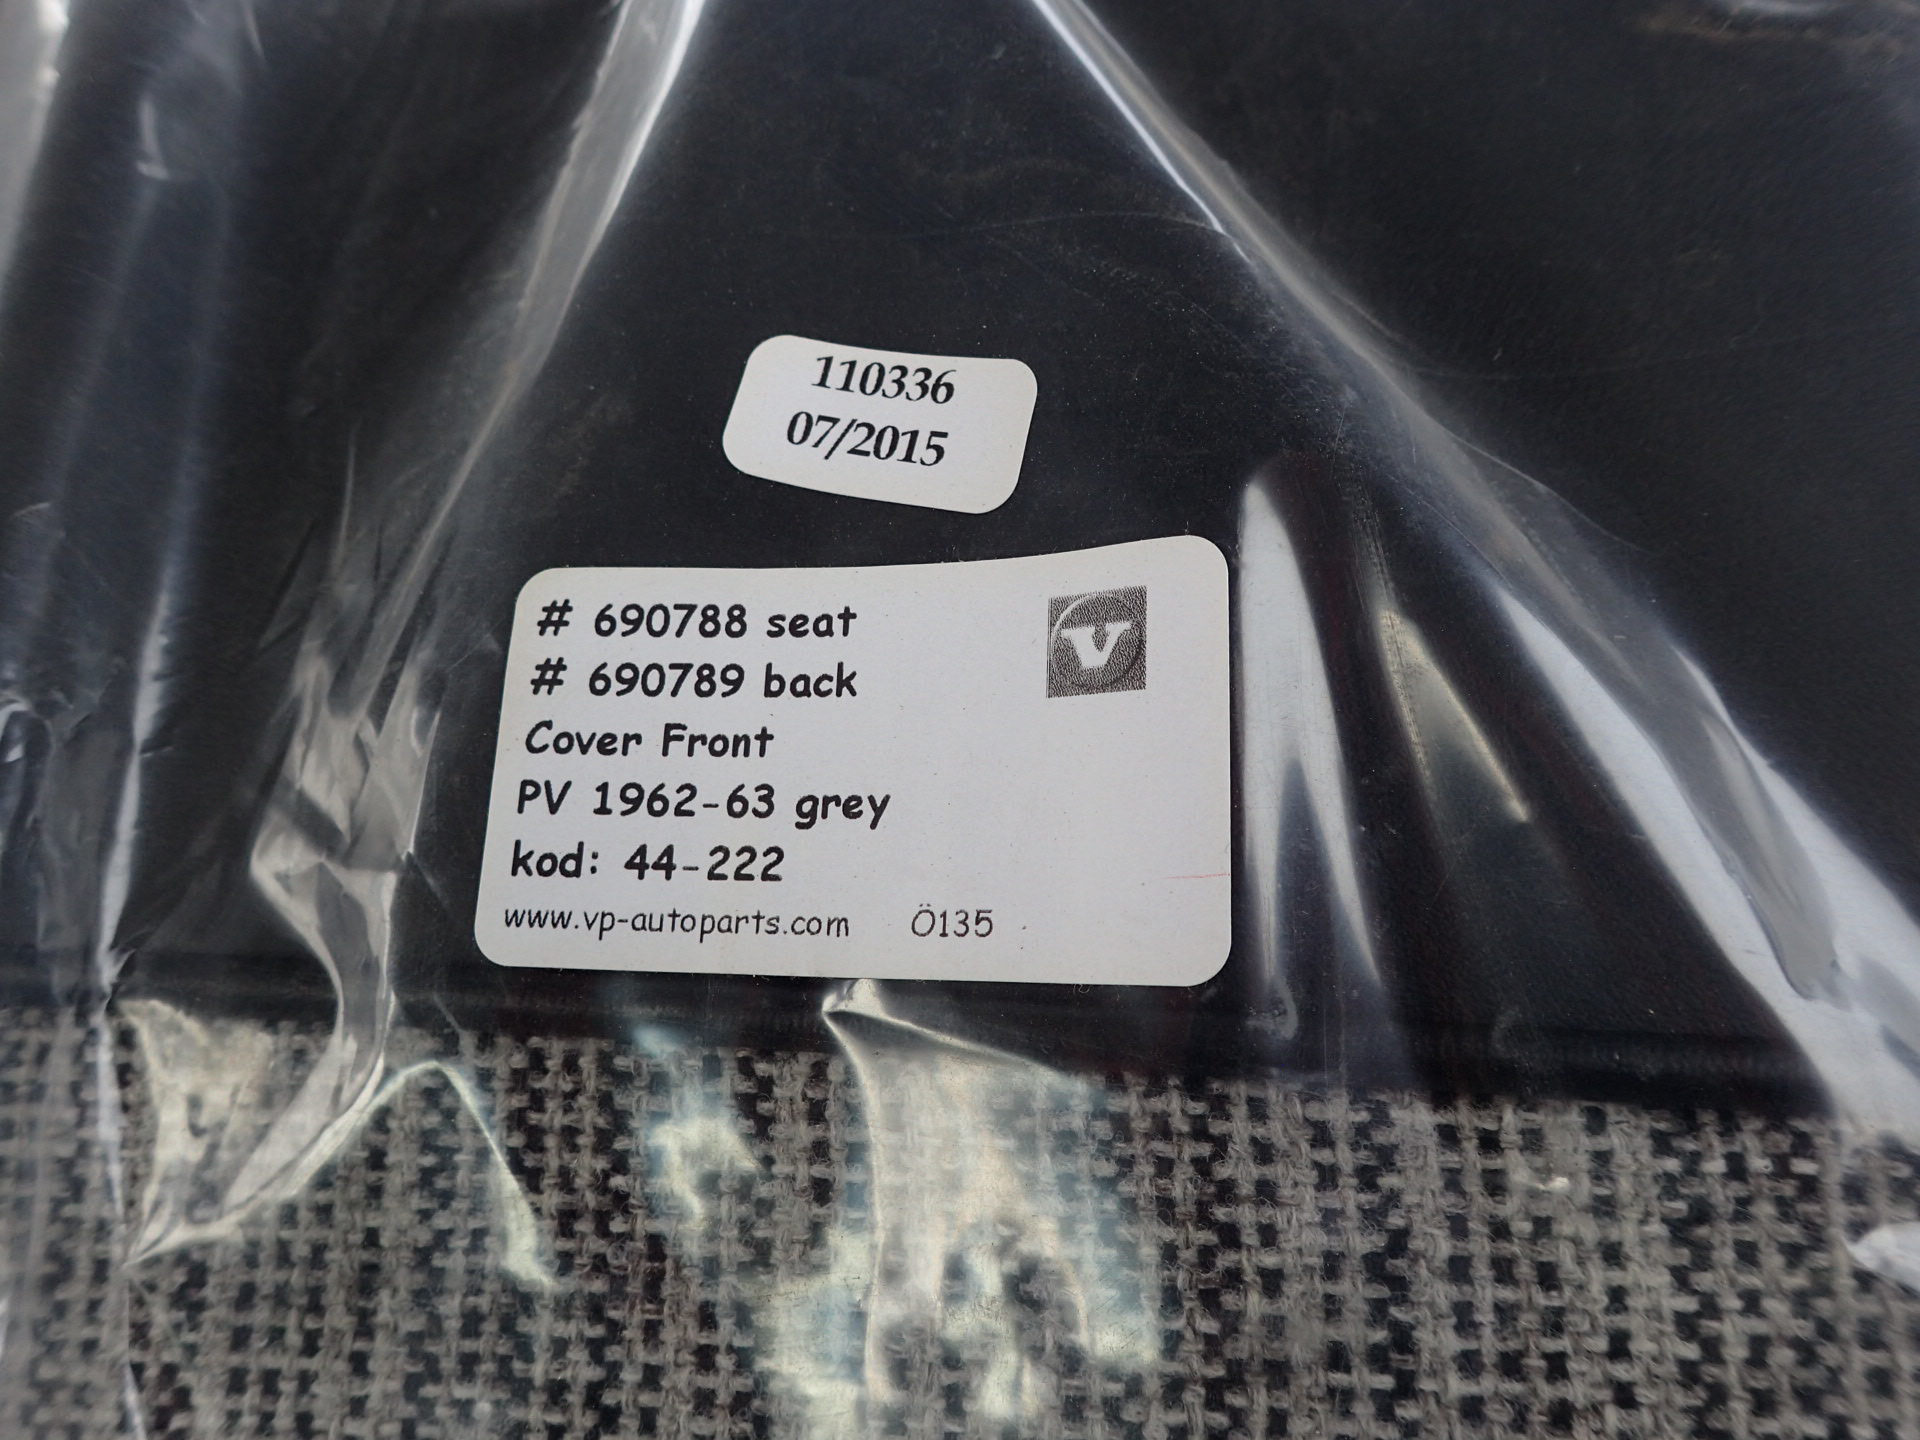 110336
07/2015
# 690788 seat
# 690789 back
Cover Front
PV 1962-63 grey
kod: 44-222
www.vp-autoparts.com Ö135
V